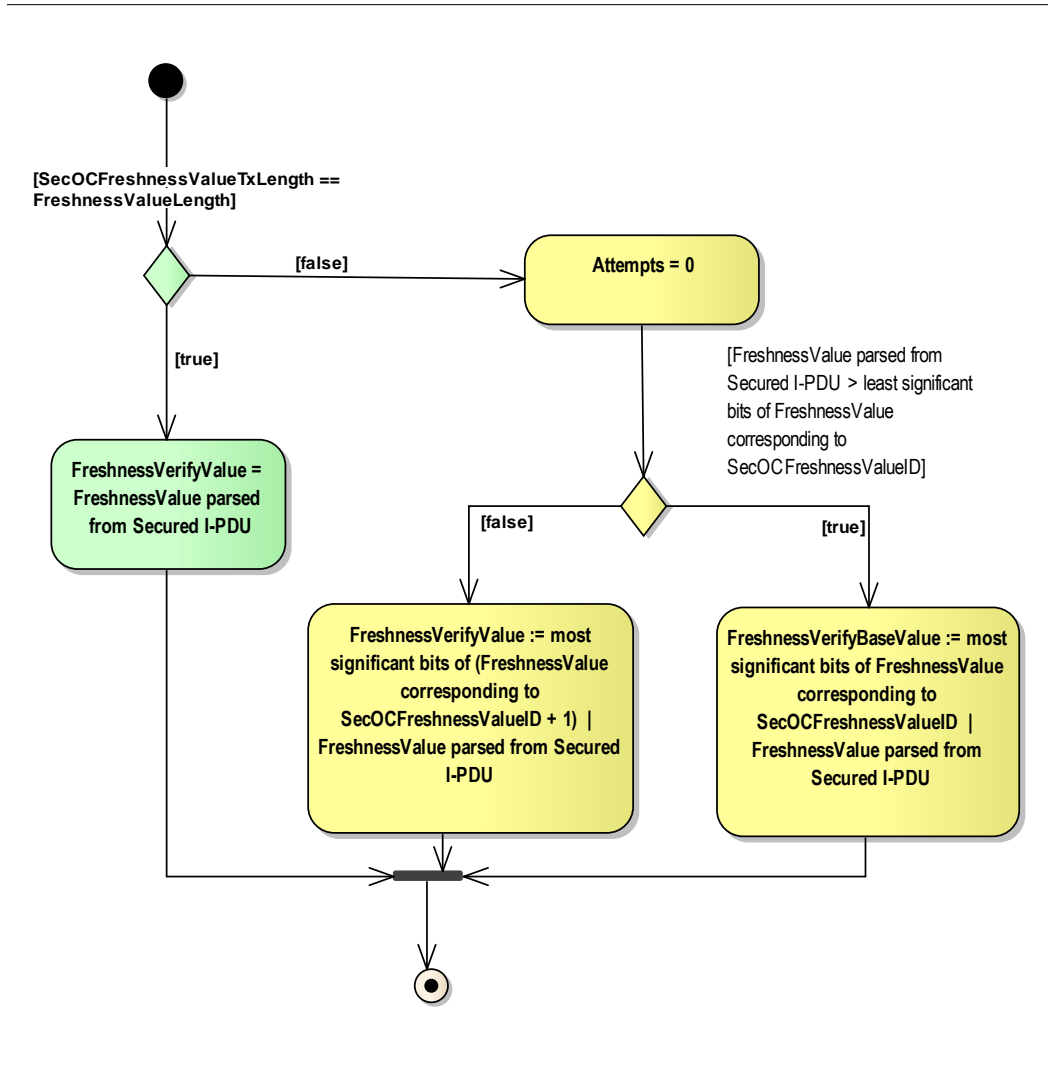 [SecOCFreshnessValueTxLength ==
FreshnessValueLength]
[false]
Attempts = 0
[true]
[FreshnessValue parsed from
Secured I-PDU > least significant
bits of FreshnessValue
corresponding to
SecOCFreshnessValueID]
FreshnessVerifyValue =
FreshnessValue parsed
from Secured I-PDU
[false]
[true]
FreshnessVerifyValue := most
significant bits of (FreshnessValue
corresponding to
SecOCFreshnessValueID + 1) |
FreshnessValue parsed from Secured
I-PDU
FreshnessVerifyBaseValue := most
significant bits of FreshnessValue
corresponding to
SecOCFreshnessValueID |
FreshnessValue parsed from
Secured I-PDU